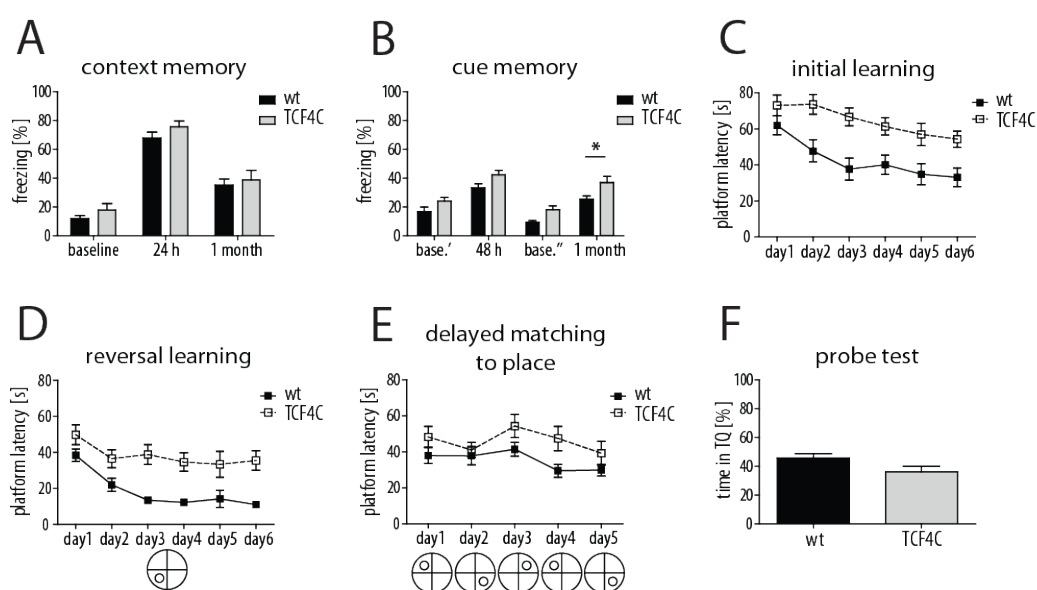 A
context memory
wt
TCF4C
freezing [%]
100
80
60
40
20
0
baseline 24 h 1 month
B
cue memory
wt
TCF4C
freezing [%]
100
80
60
40
20
0
*
base.′ 48 h base.″ 1 month
C
initial learning
wt
TCF4C
platform latency [s]
80
60
40
20
0
day1 day2 day3 day4 day5 day6
D
reversal learning
wt
TCF4C
platform latency [s]
80
60
40
20
0
day1 day2 day3 day4 day5 day6
E
delayed matching
to place
wt
TCF4C
platform latency [s]
80
60
40
20
0
day1 day2 day3 day4 day5
F
probe test
time in TQ [%]
100
80
60
40
20
0
wt TCF4C